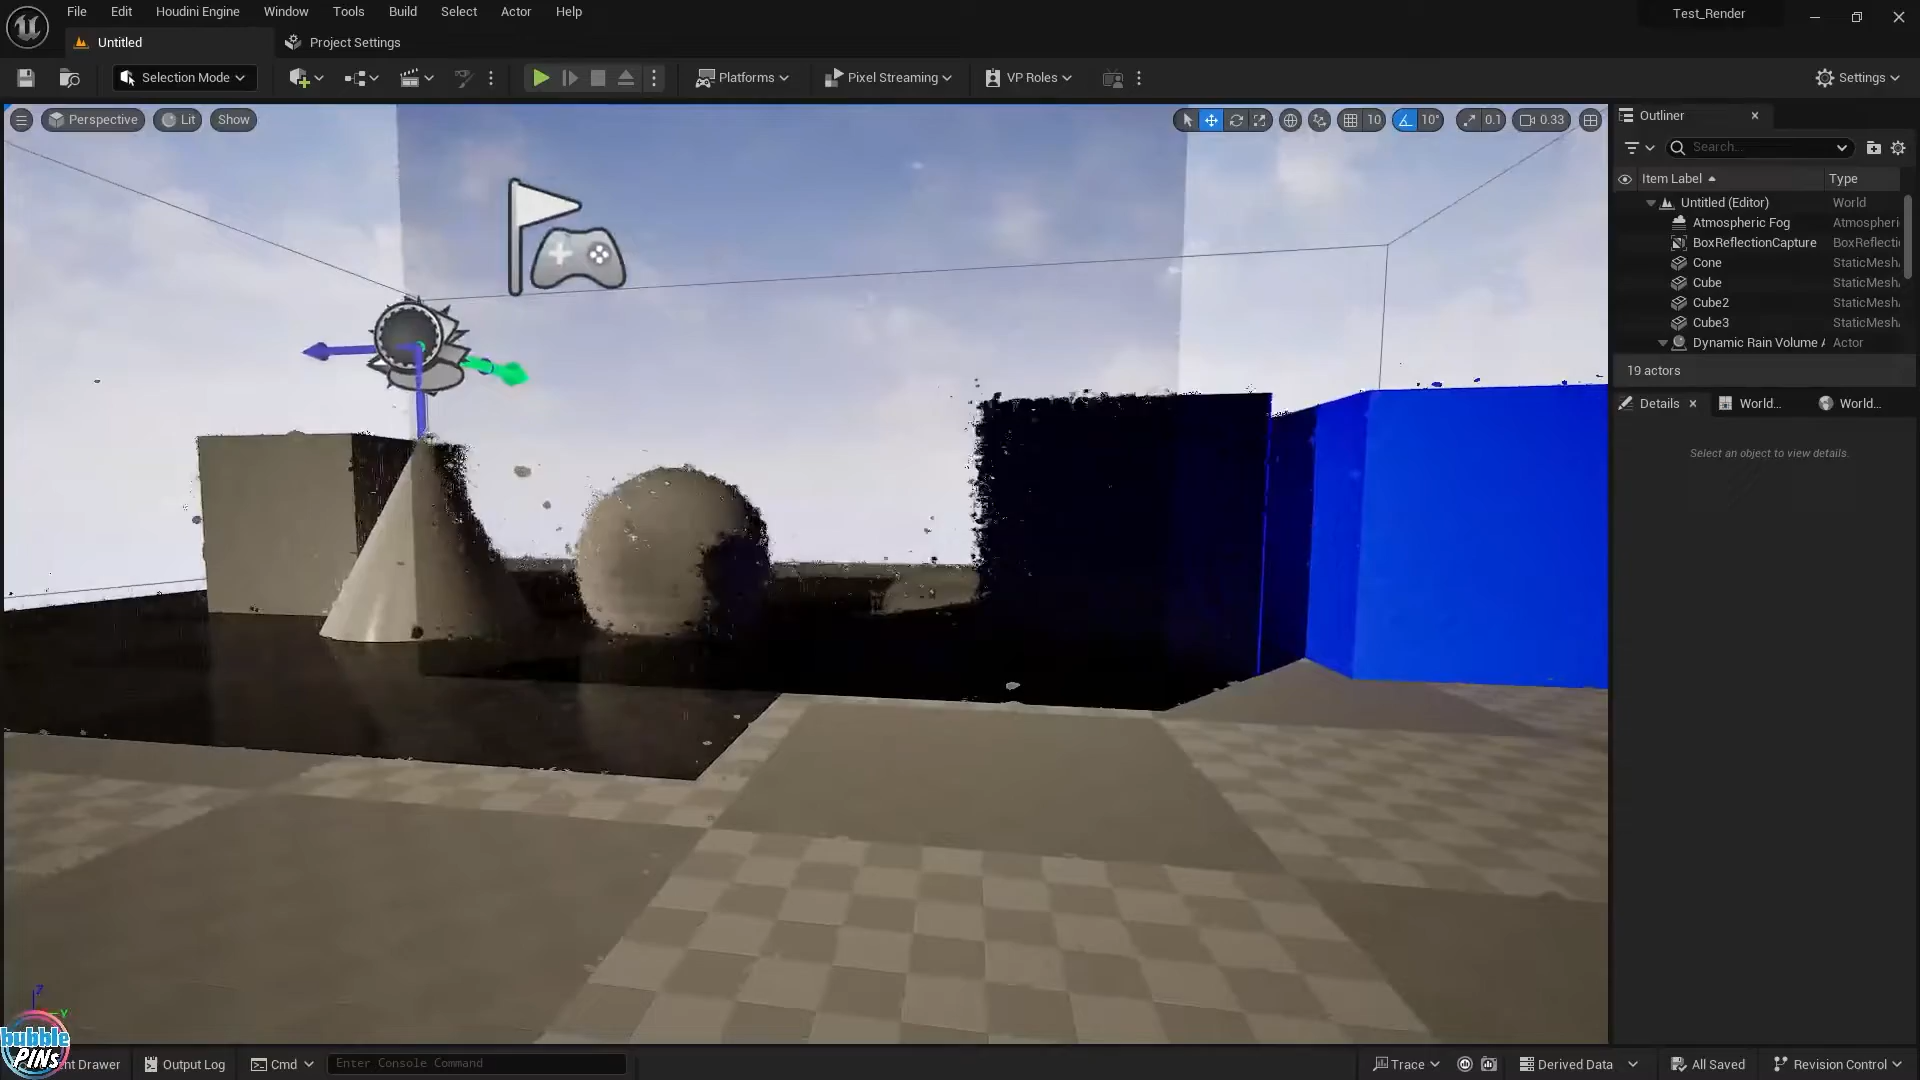 File Edit Houdini Engine Window Tools Build Select Actor Help
Test_Render
Untitled
Project Settings
Selection Mode
Platforms
Pixel Streaming
VP Roles
Settings
Perspective
Lit
Show
10
10°
0.1
0.33
Outliner
Search...
Item Label
Type
Untitled (Editor) World
Atmospheric Fog Atmospheri
BoxReflectionCapture BoxReflecti
Cone StaticMesh
Cube StaticMesh
Cube2 StaticMesh
Cube3 StaticMesh
Dynamic Rain Volume Actor
19 actors
Details
World...
World...
Select an object to view details.
Z
Y
bubble
PINS
nt Drawer
Output Log
Cmd
Enter Console Command
Trace
Derived Data
All Saved
Revision Control